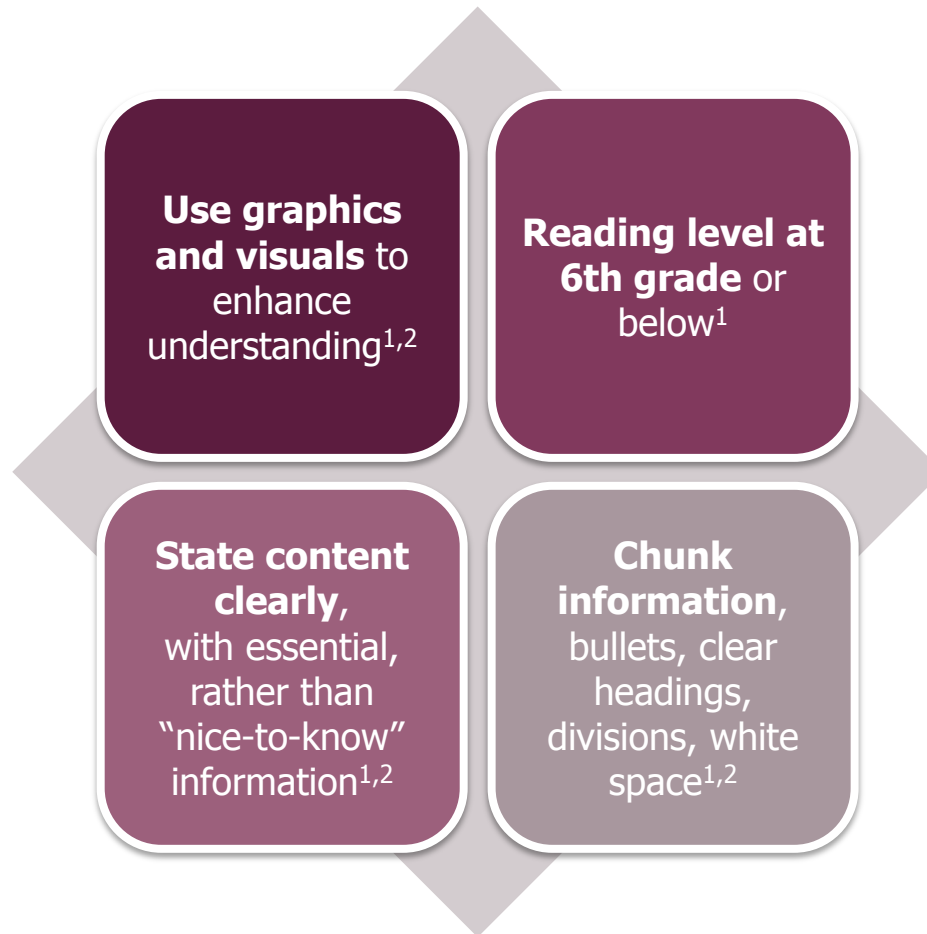 Use graphics
and visuals to
enhance
understanding1,2
Reading level at
6th grade or
below1
State content
clearly,
with essential,
rather than
“nice-to-know”
information1,2
Chunk
information,
bullets, clear
headings,
divisions, white
space1,2